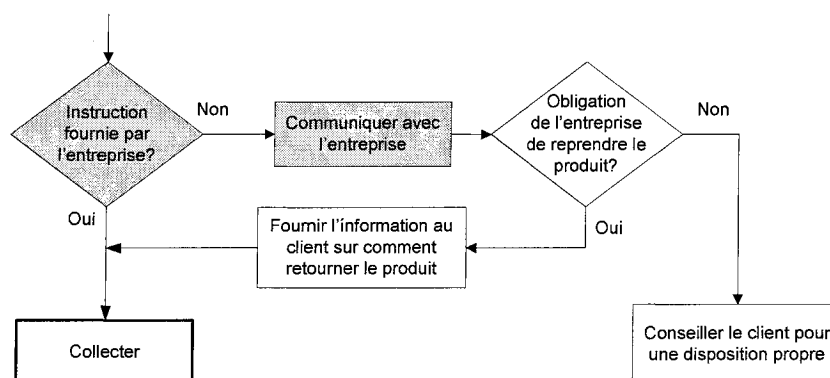 Instruction
fournie par
l'entreprise?
Non
Communiquer avec
l'entreprise
Obligation
de l'entreprise
de reprendre le
produit?
Non
Oui
Fournir l'information au
client sur comment
retourner le produit
Oui
Collecter
Conseiller le client pour
une disposition propre